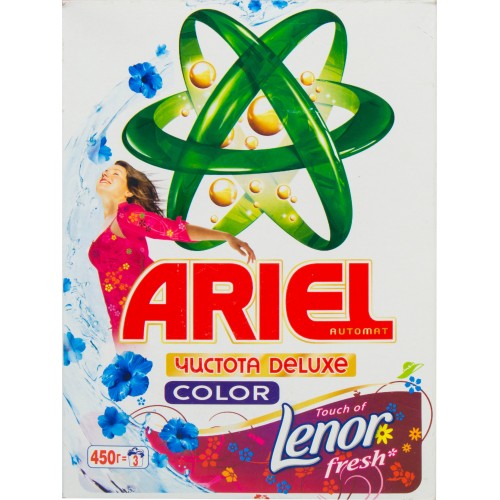 ARIEL
AUTOMAT
ЧИСТОТА DELUXE
COLOR
Touch of
Lenor
fresh*
450г= 3